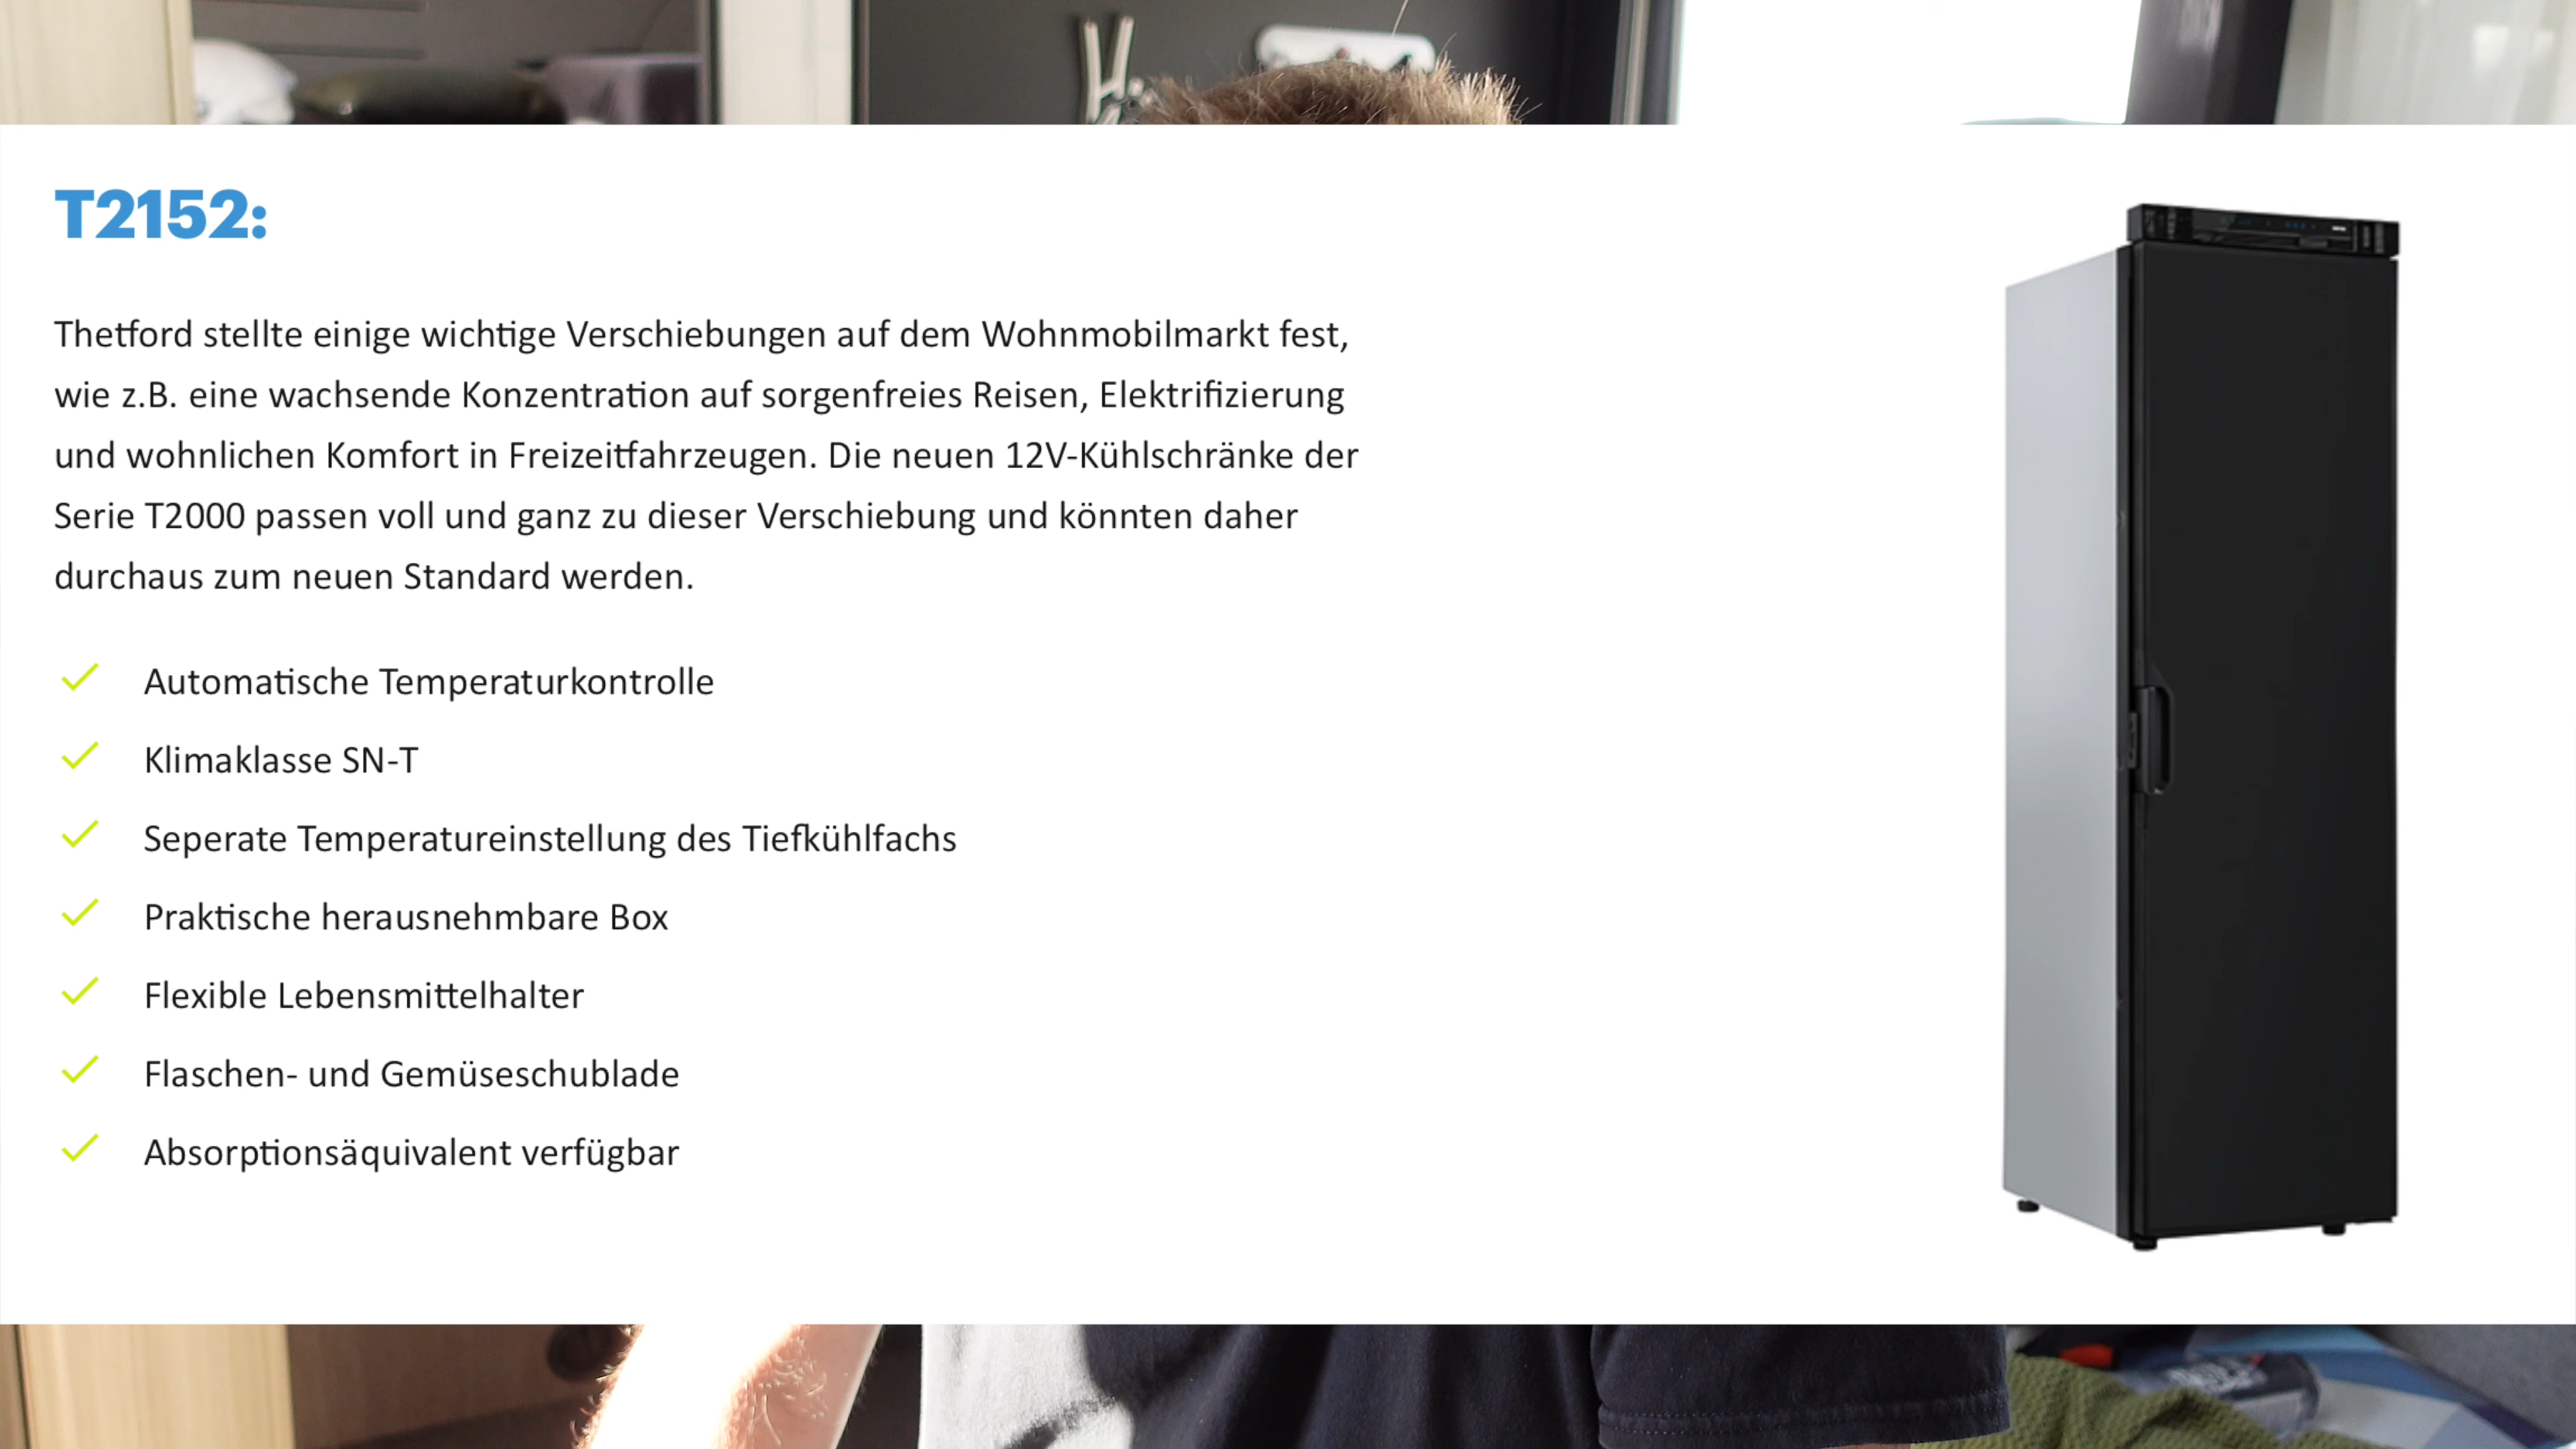 T2152:
Thetford stellte einige wichtige Verschiebungen auf dem Wohnmobilmarkt fest,
wie z.B. eine wachsende Konzentration auf sorgenfreies Reisen, Elektrifizierung
und wohnlichen Komfort in Freizeitfahrzeugen. Die neuen 12V-Kühlschränke der
Serie T2000 passen voll und ganz zu dieser Verschiebung und könnten daher
durchaus zum neuen Standard werden.
Automatische Temperaturkontrolle
Klimaklasse SN-T
Seperate Temperatureinstellung des Tiefkühlfachs
Praktische herausnehmbare Box
Flexible Lebensmittelhalter
Flaschen- und Gemüseschublade
Absorptionsäquivalent verfügbar